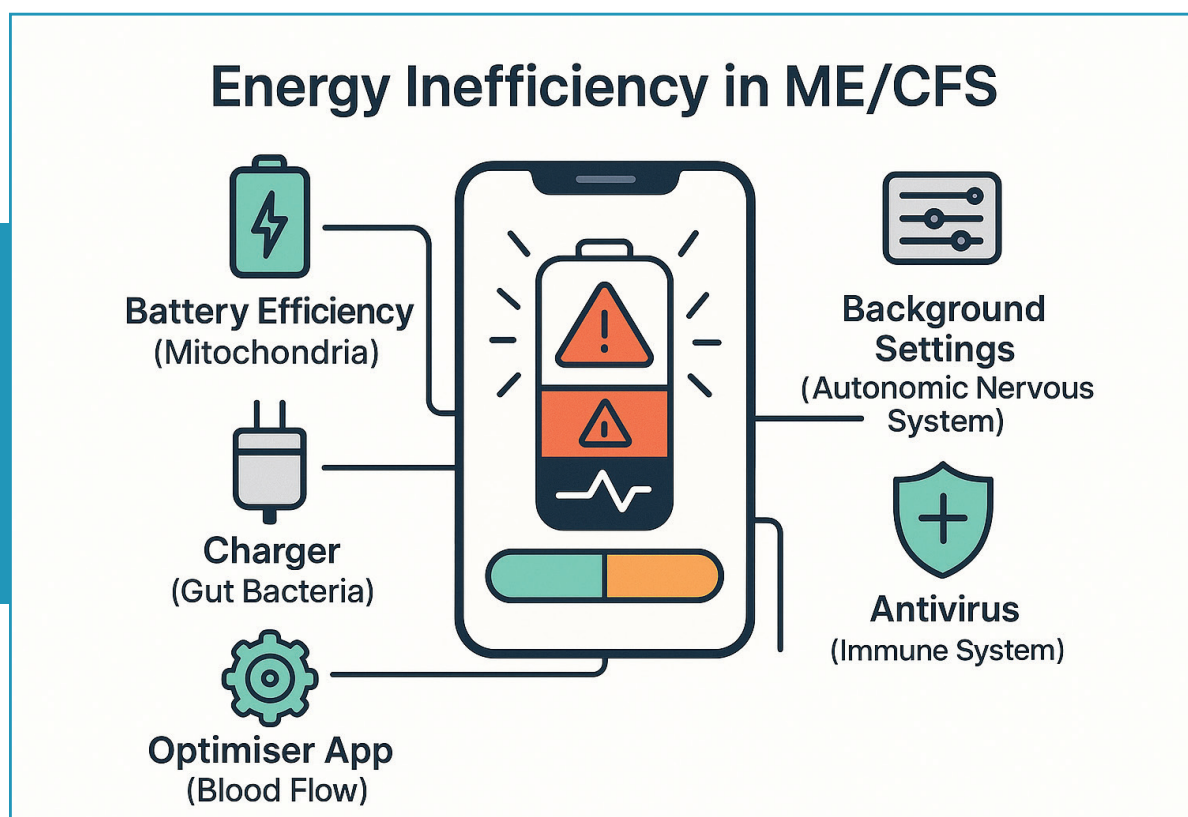 Energy Inefficiency in ME/CFS
Battery Efficiency
(Mitochondria)
Charger
(Gut Bacteria)
Optimiser App
(Blood Flow)
Background
Settings
(Autonomic Nervous
System)
Antivirus
(Immune System)